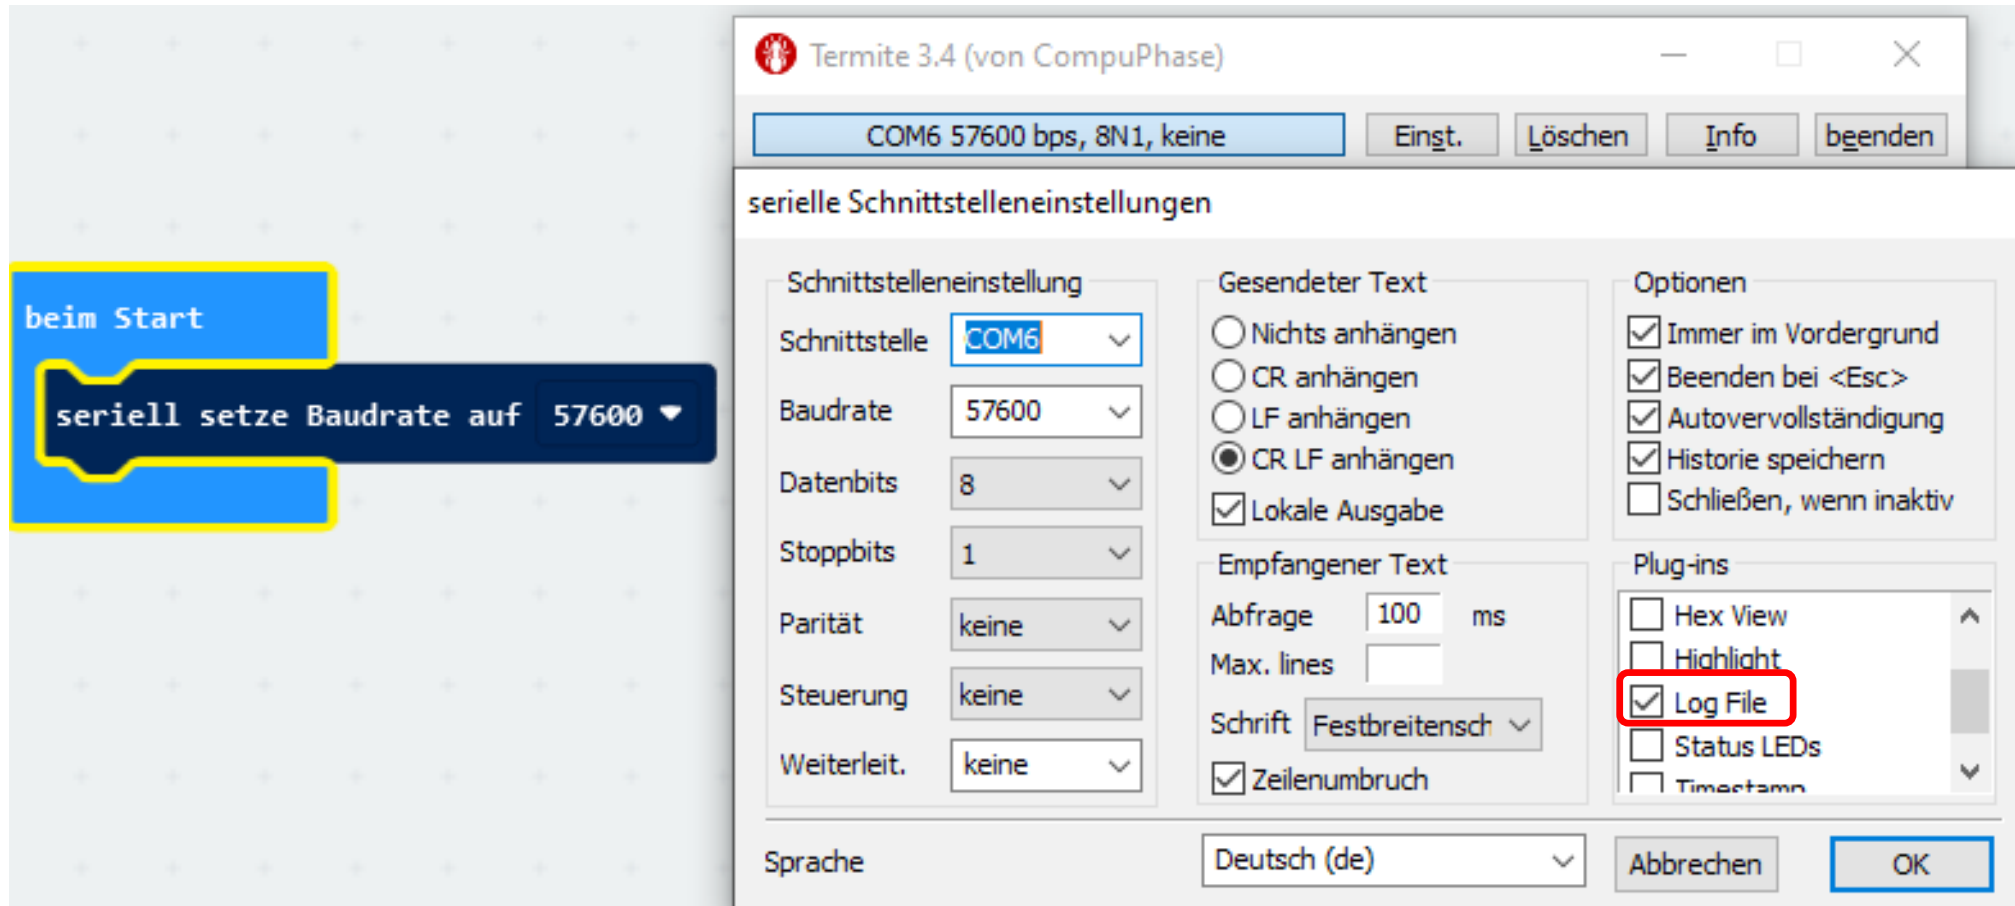 beim Start
seriell setze Baudrate auf 57600
Termite 3.4 (von CompuPhase)
COM6 57600 bps, 8N1, keine
Einst.
Löschen
Info
beenden
serielle Schnittstelleneinstellungen
Schnittstelleneinstellung
Schnittstelle COM6
Baudrate 57600
Datenbits 8
Stoppbits 1
Parität keine
Steuerung keine
Weiterleit. keine
Gesendeter Text
Nichts anhängen
CR anhängen
LF anhängen
CR LF anhängen
Lokale Ausgabe
Empfangener Text
Abfrage 100 ms
Max. lines
Schrift Festbreitensch
Zeilenumbruch
Optionen
Immer im Vordergrund
Beenden bei <Esc>
Autovervollständigung
Historie speichern
Schließen, wenn inaktiv
Plug-ins
Hex View
Highlight
Log File
Status LEDs
Timestamp
Sprache
Deutsch (de)
Abbrechen
OK